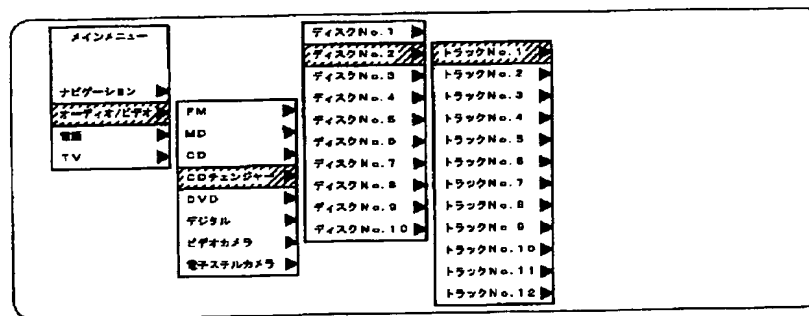 メインメニュー
ナビゲーション
オーディオ/ビデオ
電話
TV
FM
MD
CD
CDチェンジャー
DVD
デジタル
ビデオカメラ
電子スチルカメラ
ディスクNo.1
ディスクNo.2
ディスクNo.3
ディスクNo.4
ディスクNo.5
ディスクNo.6
ディスクNo.7
ディスクNo.8
ディスクNo.9
ディスクNo.10
トラックNo.1
トラックNo.2
トラックNo.3
トラックNo.4
トラックNo.5
トラックNo.6
トラックNo.7
トラックNo.8
トラックNo 9
トラックNo.10
トラックNo.11
トラックNo.12